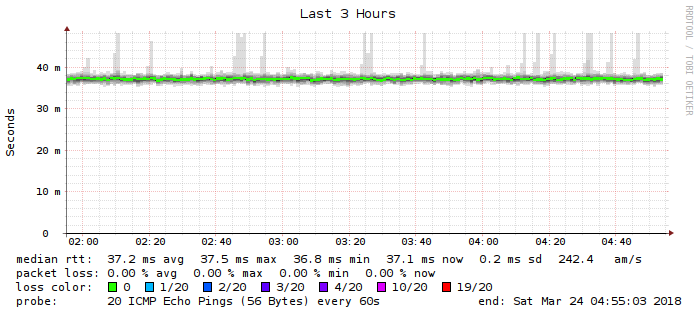 Last 3 Hours
RRDTOOL / TOBI OETIKER
Seconds
40 m
30 m
20 m
10 m
0
02:00 02:20 02:40 03:00 03:20 03:40 04:00 04:20 04:40
median rtt: 37.2 ms avg 37.5 ms max 36.8 ms min 37.1 ms now 0.2 ms sd 242.4 am/s
packet loss: 0.00 % avg 0.00 % max 0.00 % min 0.00 % now
loss color: 0 1/20 2/20 3/20 4/20 10/20 19/20
probe: 20 ICMP Echo Pings (56 Bytes) every 60s end: Sat Mar 24 04:55:03 2018